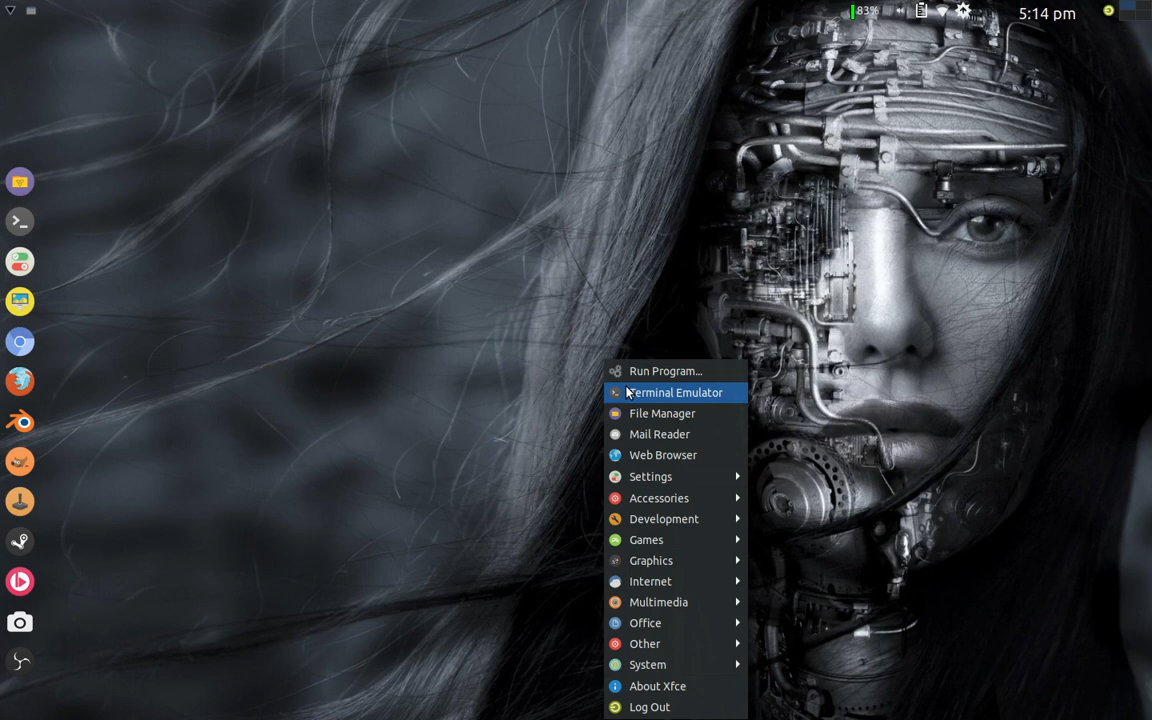 83%
5:14 pm
Run Program...
Terminal Emulator
File Manager
Mail Reader
Web Browser
Settings
Accessories
Development
Games
Graphics
Internet
Multimedia
Office
Other
System
About Xfce
Log Out